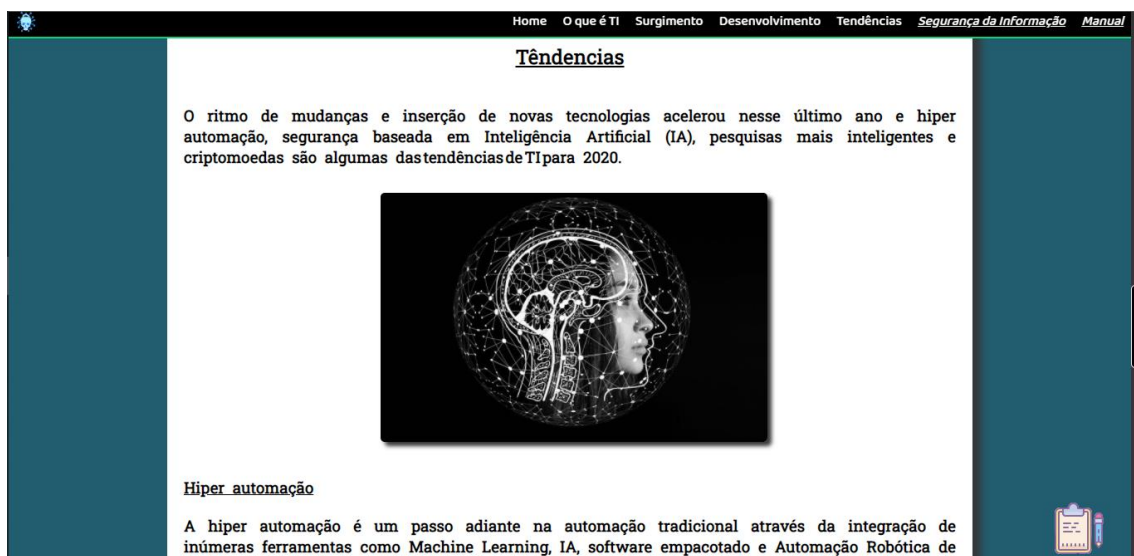 Home O que é TI Surgimento Desenvolvimento Tendências Segurança da Informação Manual
Têndencias
O ritmo de mudanças e inserção de novas tecnologias acelerou nesse último ano e hiper
automação, segurança baseada em Inteligência Artificial (IA), pesquisas mais inteligentes e
criptomoedas são algumas das tendências de TI para 2020.
Hiper automação
A hiper automação é um passo adiante na automação tradicional através da integração de
inúmeras ferramentas como Machine Learning, IA, software empacotado e Automação Robótica de